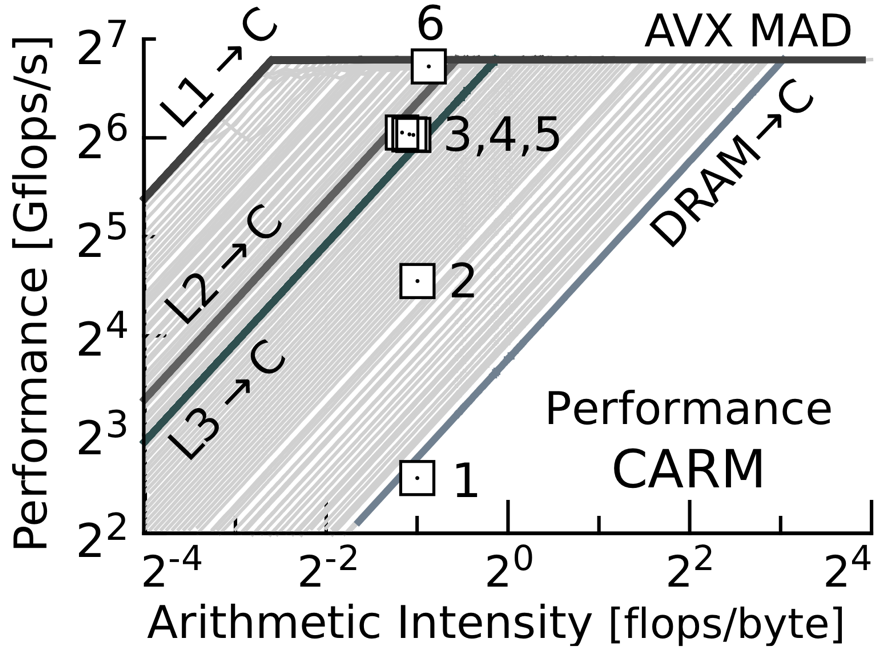 6
AVX MAD
2^7
L1→C
2^6
3,4,5
DRAM→C
2^5
L2→C
2
2^4
L3→C
Performance
CARM
2^3
1
2^2
2^-4 2^-2 2^0 2^2 2^4
Performance [Gflops/s]
Arithmetic Intensity [flops/byte]